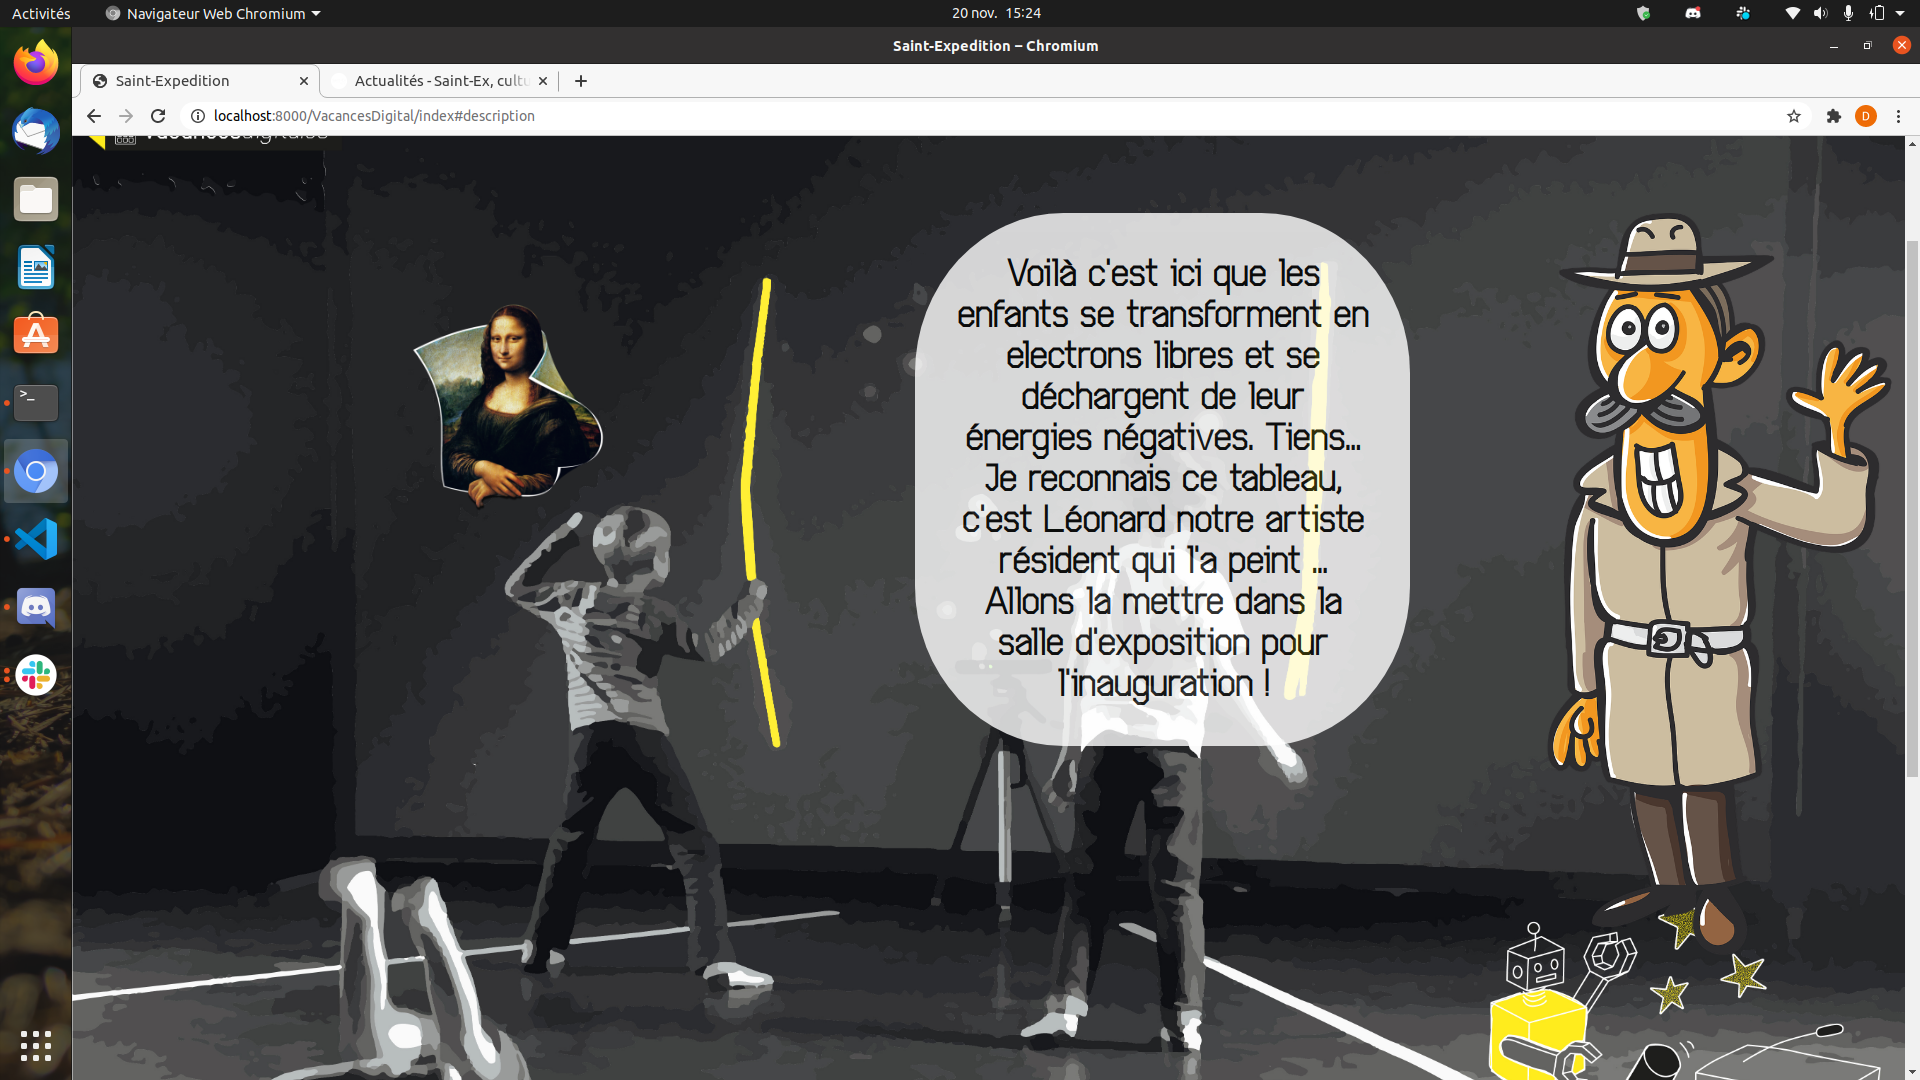 Activités
Navigateur Web Chromium
20 nov. 15:24
Saint-Expedition – Chromium
Saint-Expedition
Actualités - Saint-Ex, cultu
localhost:8000/VacancesDigital/index#description
D
vacancesdigitales
Voilà c'est ici que les
enfants se transforment en
electrons libres et se
déchargent de leur
énergies négatives. Tiens...
Je reconnais ce tableau,
c'est Léonard notre artiste
résident qui l'a peint ...
Allons la mettre dans la
salle d'exposition pour
l'inauguration !